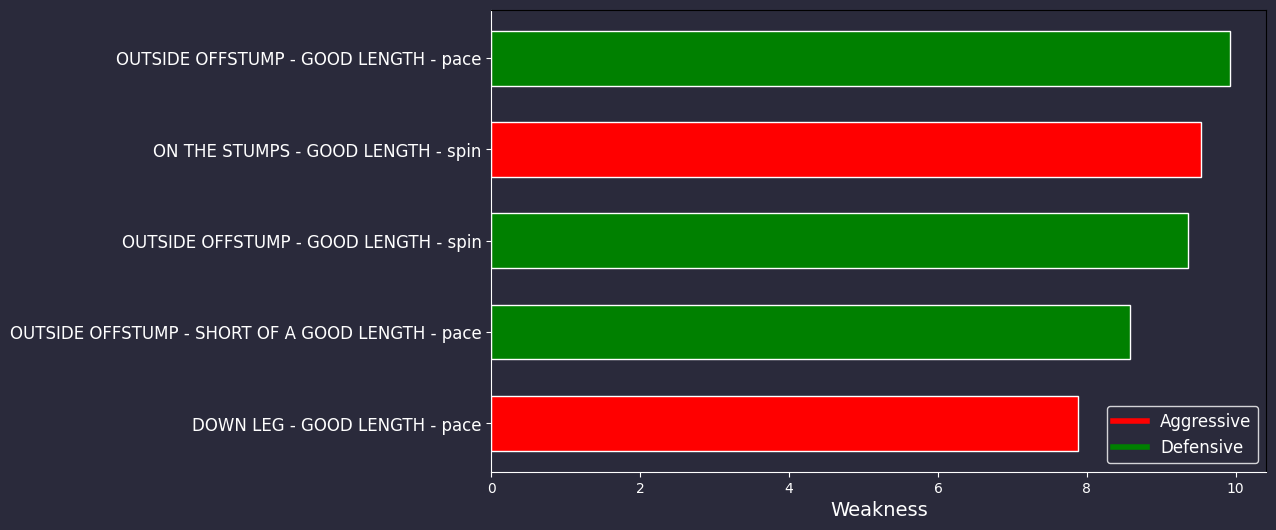 OUTSIDE OFFSTUMP - GOOD LENGTH - pace
ON THE STUMPS - GOOD LENGTH - spin
OUTSIDE OFFSTUMP - GOOD LENGTH - spin
OUTSIDE OFFSTUMP - SHORT OF A GOOD LENGTH - pace
DOWN LEG - GOOD LENGTH - pace
Aggressive
Defensive
0 2 4 6 8 10
Weakness